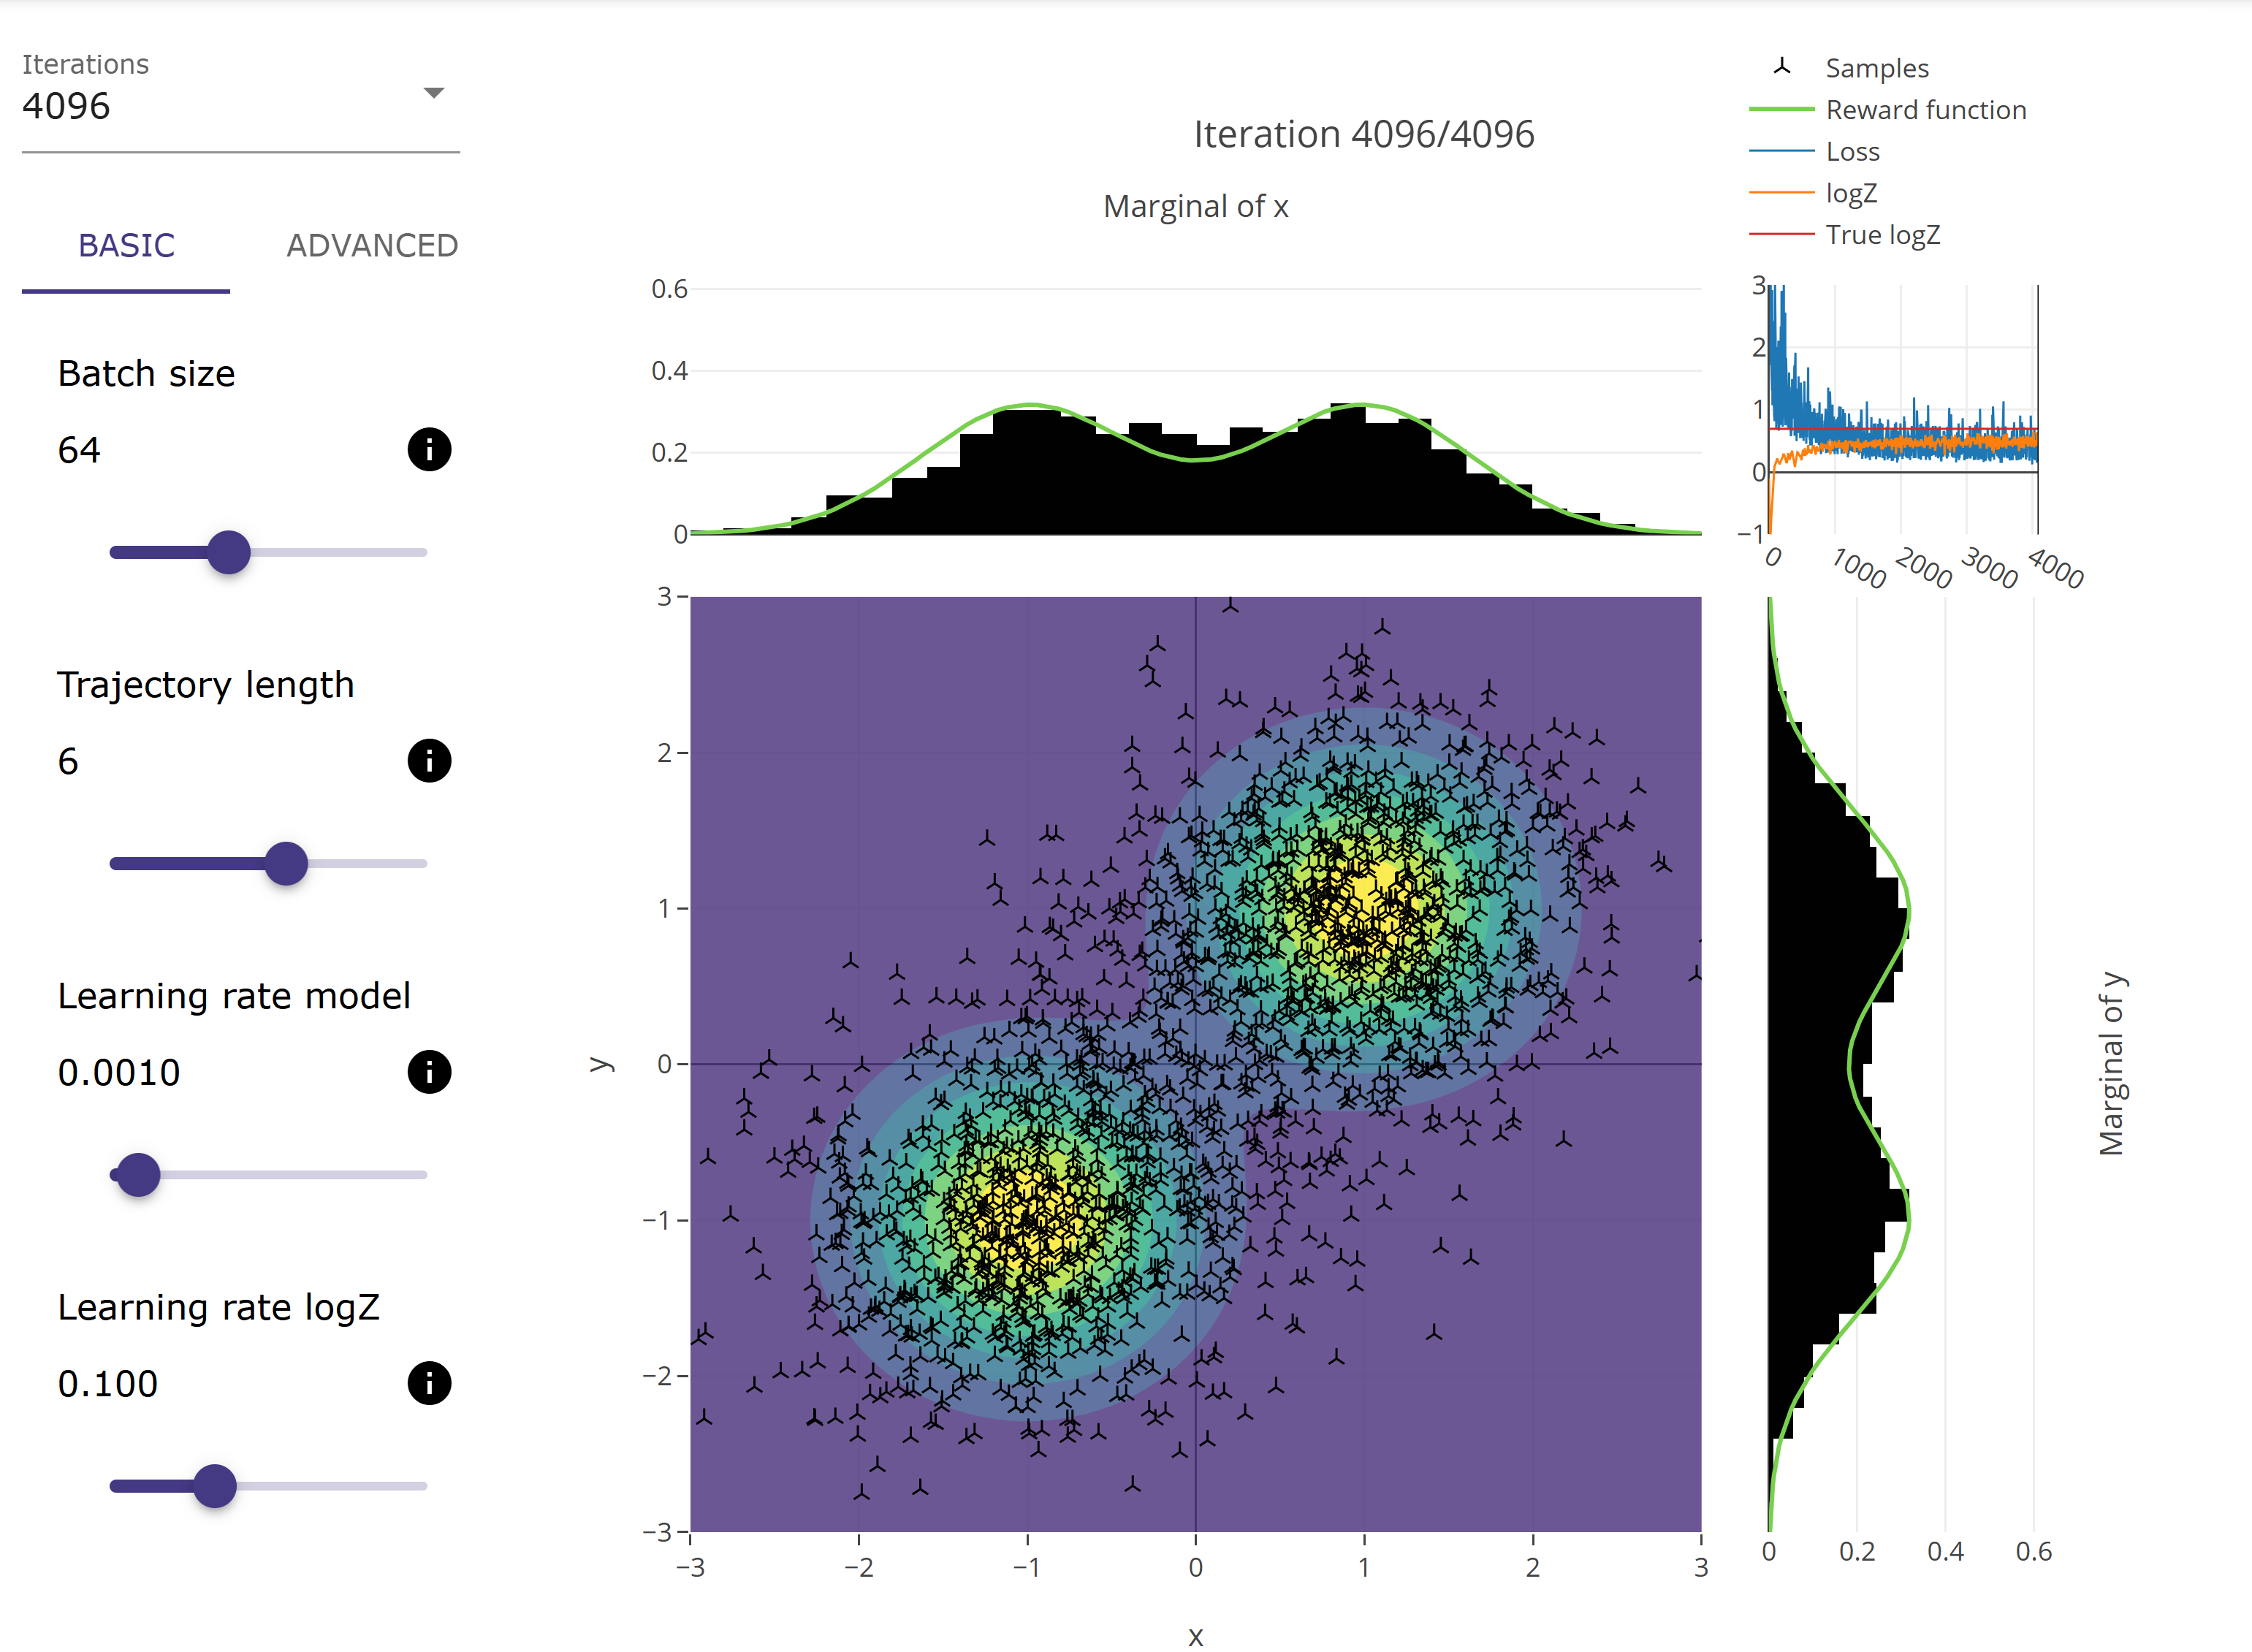 Iterations
4096
BASIC
ADVANCED
Batch size
64
Trajectory length
6
Learning rate model
0.0010
Learning rate logZ
0.100
Iteration 4096/4096
Marginal of x
0.6
0.4
0.2
0
Samples
Reward function
Loss
logZ
True logZ
3
2
1
0
−1
0
1000
2000
3000
4000
3
2
1
0
−1
−2
−3
y
−3
−2
−1
0
1
2
3
x
Marginal of y
0
0.2
0.4
0.6